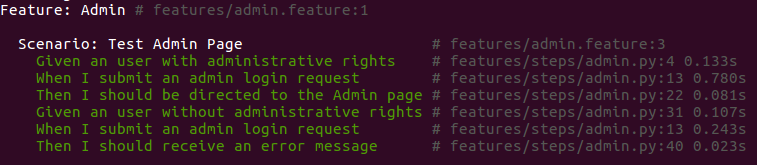 Feature: Admin # features/admin.feature:1
Scenario: Test Admin Page # features/admin.feature:3
Given an user with administrative rights # features/steps/admin.py:4 0.133s
When I submit an admin login request # features/steps/admin.py:13 0.780s
Then I should be directed to the Admin page # features/steps/admin.py:22 0.081s
Given an user without administrative rights # features/steps/admin.py:31 0.107s
When I submit an admin login request # features/steps/admin.py:13 0.243s
Then I should receive an error message # features/steps/admin.py:40 0.023s